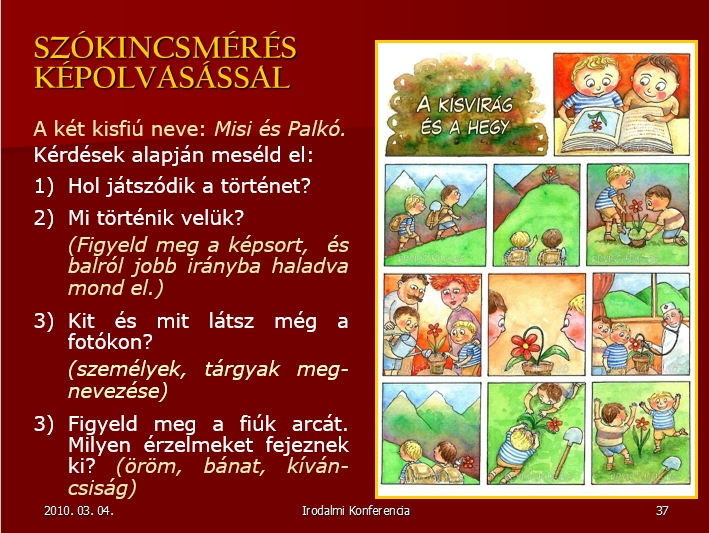 SZÓKINCSMÉRÉS
KÉPOLVASÁSSAL
A két kisfiú neve: Misi és Palkó.
Kérdések alapján meséld el:
1) Hol játszódik a történet?
2) Mi történik velük?
(Figyeld meg a képsort, és
balról jobb irányba haladva
mond el.)
3) Kit és mit látsz még a
fotókon?
(személyek, tárgyak meg-
nevezése)
3) Figyeld meg a fiúk arcát.
Milyen érzelmeket fejeznek
ki? (öröm, bánat, kíván-
csiság)
A KISVIRÁG
ÉS A HEGY
2010. 03. 04.
Irodalmi Konferencia
37